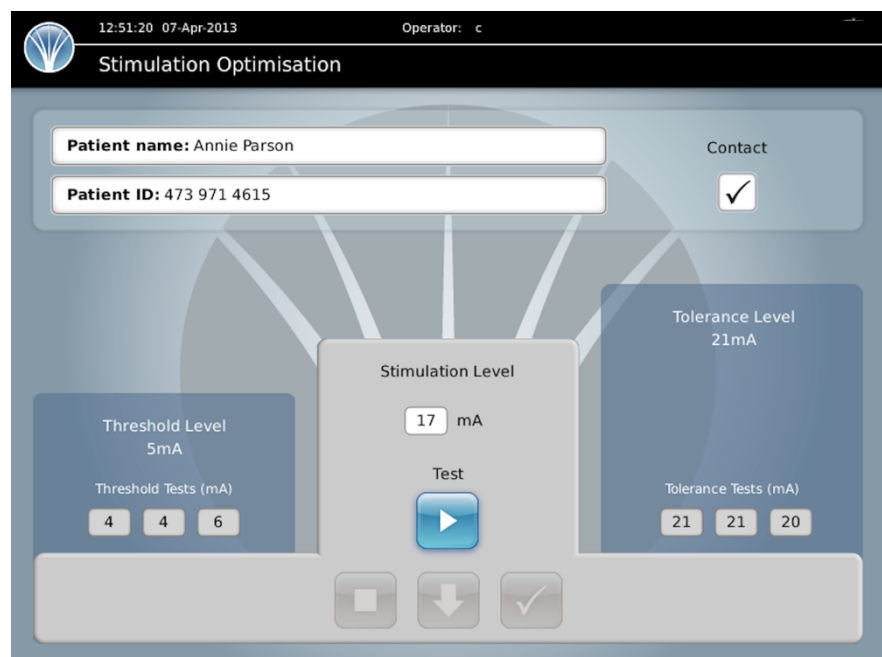 12:51:20 07-Apr-2013 Operator: c
Stimulation Optimisation
Patient name: Annie Parson
Contact
Patient ID: 473 971 4615
Tolerance Level
21mA
Stimulation Level
17 mA
Threshold Level
5mA
Test
Threshold Tests (mA)
4 4 6
Tolerance Tests (mA)
21 21 20